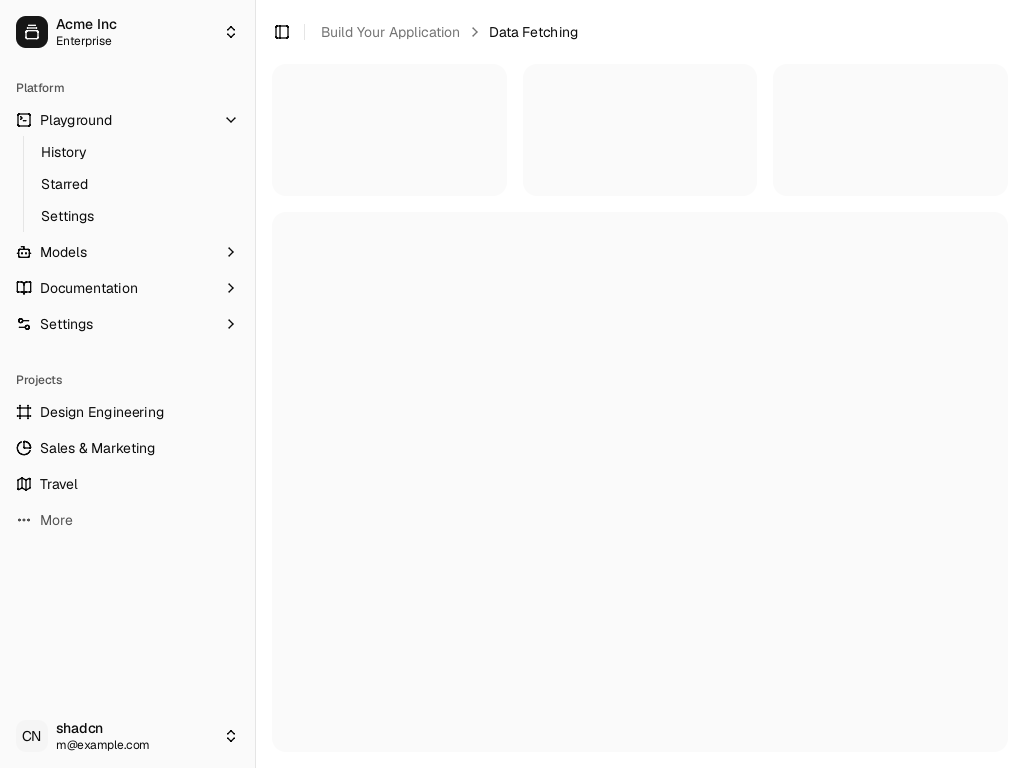 Acme Inc
Enterprise
Platform
Playground
History
Starred
Settings
Models
Documentation
Settings
Projects
Design Engineering
Sales & Marketing
Travel
More
CN
shadcn
m@example.com
Build Your Application
Data Fetching